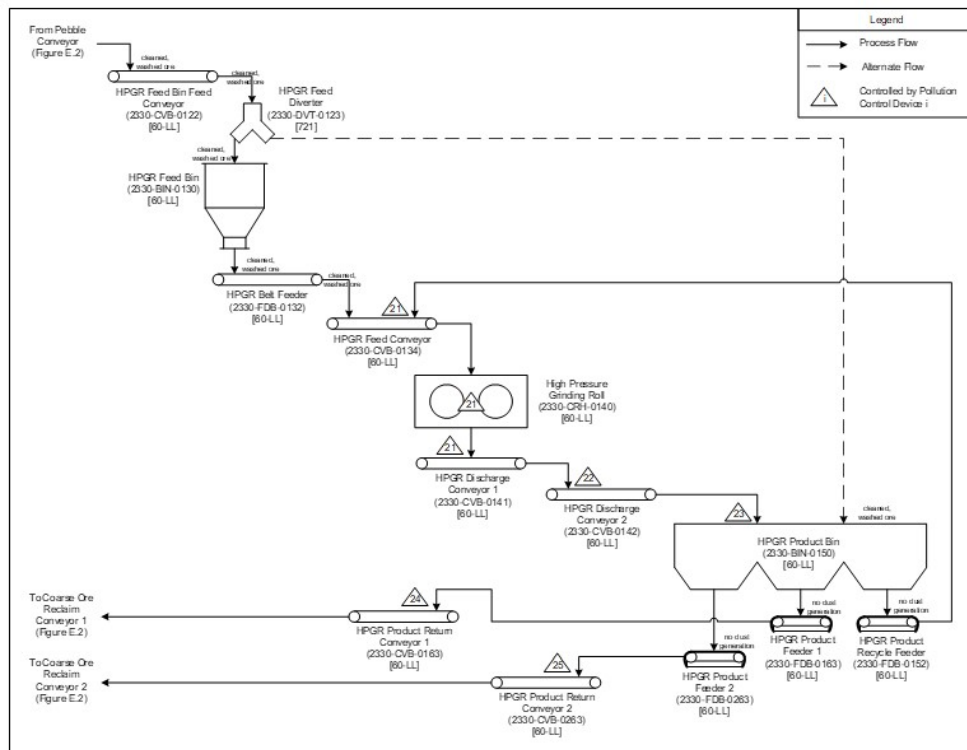 From Pebble
Conveyor
(Figure E.2)
cleaned,
washed ore
HPGR Feed Bin Feed
Conveyor
(2330-CVB-0122)
[60-LL]
cleaned,
washed ore
HPGR Feed
Diverter
(2330-DVT-0123)
[721]
Legend
Process Flow
Alternate Flow
i
Controlled by Pollution
Control Device i
cleaned,
washed ore
HPGR Feed Bin
(2330-BIN-0130)
[60-LL]
cleaned,
washed ore
HPGR Belt Feeder
(2330-FDB-0132)
[60-LL]
cleaned,
washed ore
21
HPGR Feed Conveyor
(2330-CVB-0134)
[60-LL]
21
High Pressure
Grinding Roll
(2330-CRH-0140)
[60-LL]
21
HPGR Discharge
Conveyor 1
(2330-CVB-0141)
[60-LL]
22
HPGR Discharge
Conveyor 2
(2330-CVB-0142)
[60-LL]
23
cleaned,
washed ore
HPGR Product Bin
(2330-BIN-0150)
[60-LL]
To Coarse Ore
Reclaim
Conveyor 1
(Figure E.2)
24
HPGR Product Return
Conveyor 1
(2330-CVB-0163)
[60-LL]
no dust
generation
HPGR Product
Feeder 1
(2330-FDB-0163)
[60-LL]
no dust
generation
HPGR Product
Recycle Feeder
(2330-FDB-0152)
[60-LL]
To Coarse Ore
Reclaim
Conveyor 2
(Figure E.2)
25
HPGR Product Return
Conveyor 2
(2330-CVB-0263)
[60-LL]
no dust
generation
HPGR Product
Feeder 2
(2330-FDB-0263)
[60-LL]